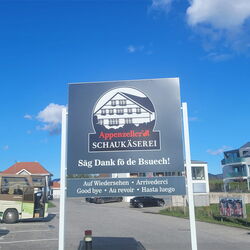 Appenzeller
SCHAUKÄSEREI
Säg Dank fö de Bsuech!
Auf Wiedersehen • Arrivederci
Good bye • Au revoir • Hasta luego